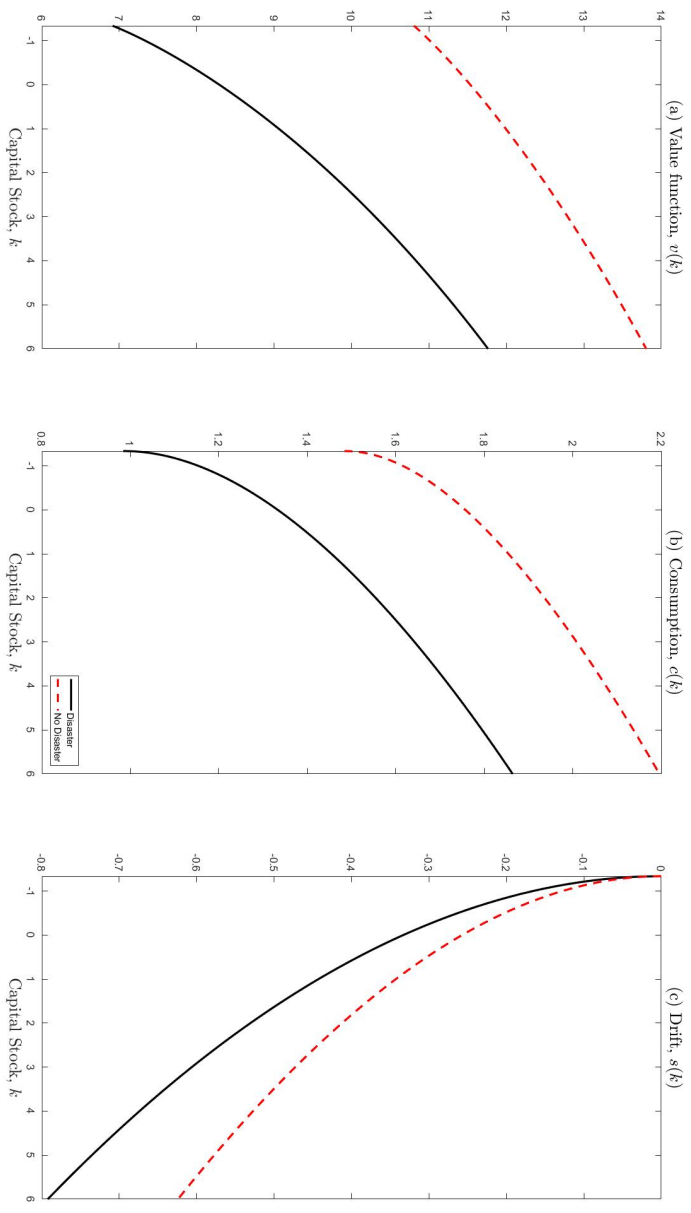 (a) Value function, v(k)
14
13
12
11
10
9
8
7
6
-1 0 1 2 3 4 5 6
Capital Stock, k
(b) Consumption, c(k)
2.2
2
1.8
1.6
1.4
1.2
1
0.8
-1 0 1 2 3 4 5 6
Capital Stock, k
Disaster
No Disaster
(c) Drift, s(k)
0
-0.1
-0.2
-0.3
-0.4
-0.5
-0.6
-0.7
-0.8
-1 0 1 2 3 4 5 6
Capital Stock, k